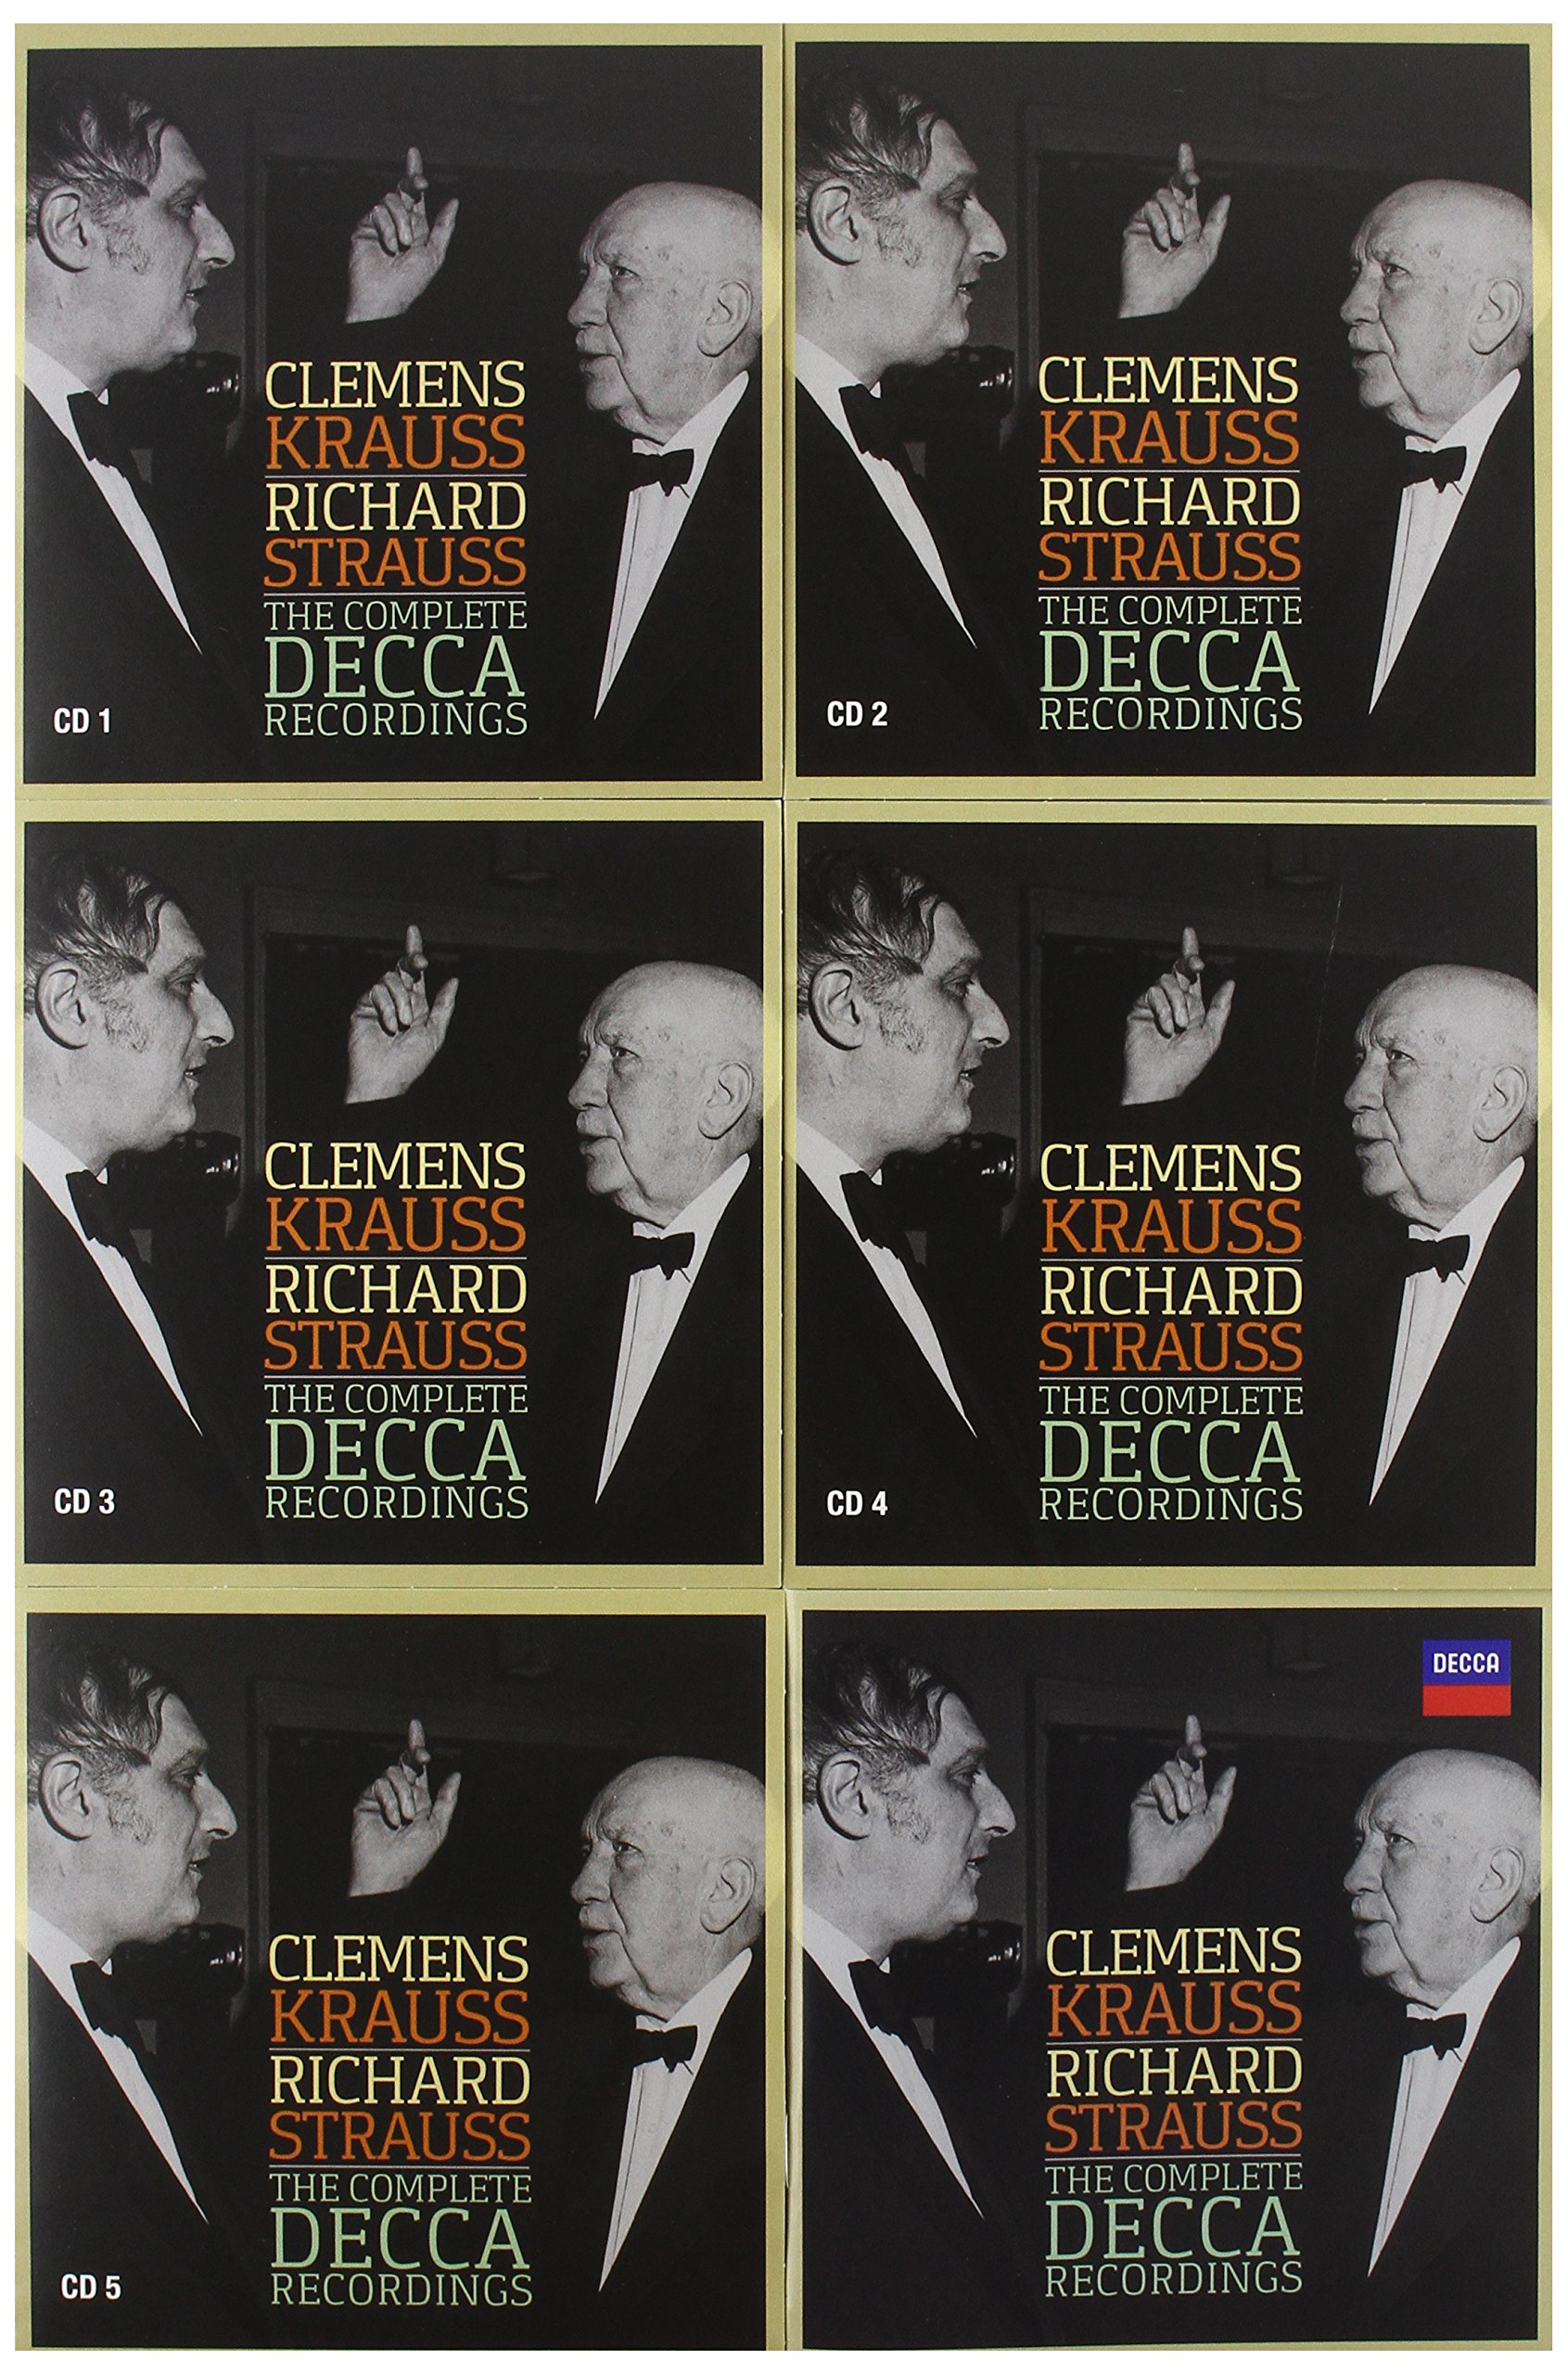 CLEMENS
KRAUSS
RICHARD
STRAUSS
THE COMPLETE
DECCA
RECORDINGS
CD 1
CLEMENS
KRAUSS
RICHARD
STRAUSS
THE COMPLETE
DECCA
RECORDINGS
CD 2
CLEMENS
KRAUSS
RICHARD
STRAUSS
THE COMPLETE
DECCA
RECORDINGS
CD 3
CLEMENS
KRAUSS
RICHARD
STRAUSS
THE COMPLETE
DECCA
RECORDINGS
CD 4
CLEMENS
KRAUSS
RICHARD
STRAUSS
THE COMPLETE
DECCA
RECORDINGS
CD 5
DECCA
CLEMENS
KRAUSS
RICHARD
STRAUSS
THE COMPLETE
DECCA
RECORDINGS